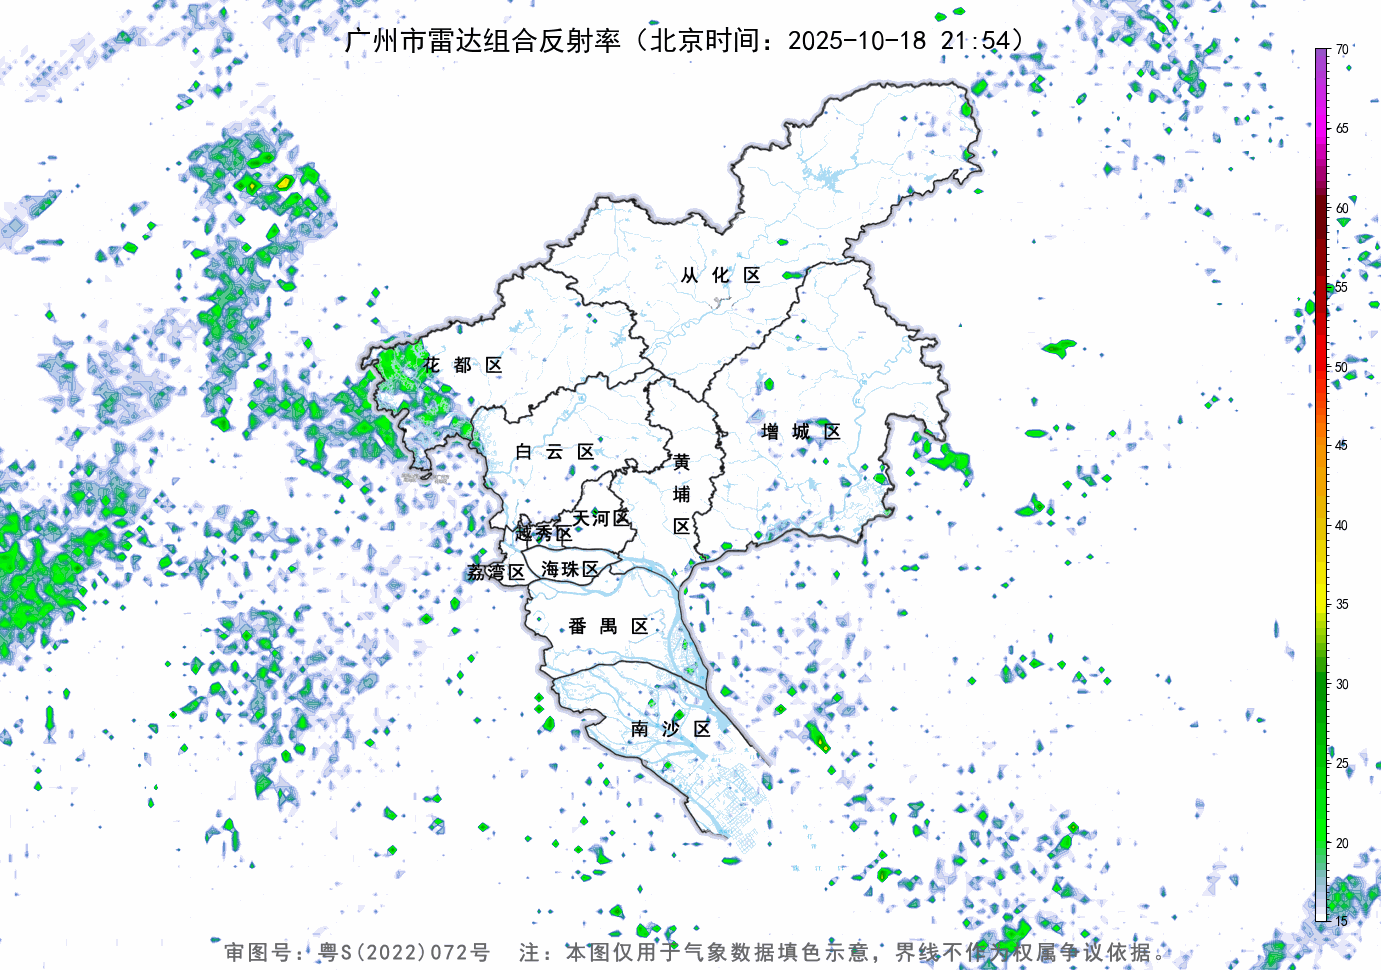 广州市雷达组合反射率（北京时间：2025-10-18 21:54）
70
65
60
55
50
45
40
35
30
25
20
15
从化区
花都区
增城区
白云区
黄埔区
天河区
越秀区
荔湾区
海珠区
番禺区
南沙区
审图号：粤S(2022)072号 注：本图仅用于气象数据填色示意，界线不作为权属争议依据。